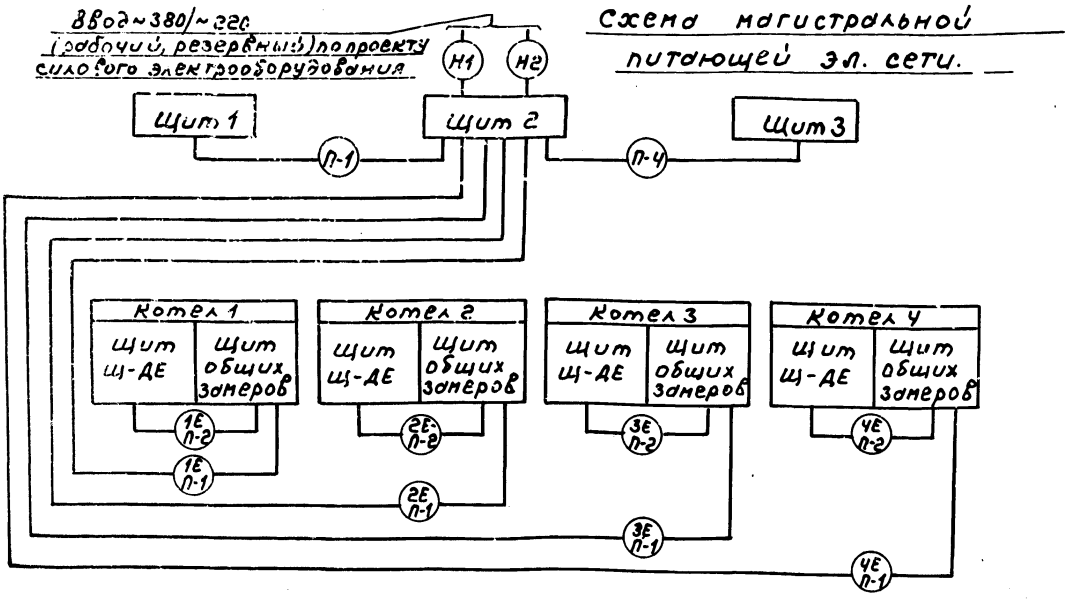 Ввод~380/~220
(рабочий, резервный) по проекту
силового электрооборудования
Схема магистральной
питающей эл. сети.
Н1
Н2
Щит 1
Щит 2
Щит 3
П-1
П-4
Котел 1
Щит
Щ-ДЕ
Щит
общих
замеров
1Е
П-2
1Е
П-1
Котел 2
Щит
Щ-ДЕ
Щит
общих
замеров
2Е-
П-2
2Е
П-1
Котел 3
Щит
Щ-ДЕ
Щит
общих
замеров
3Е
П-2
3Е
П-1
Котел 4
Щит
Щ-ДЕ
Щит
общих
замеров
4Е
П-2
4Е
П-1